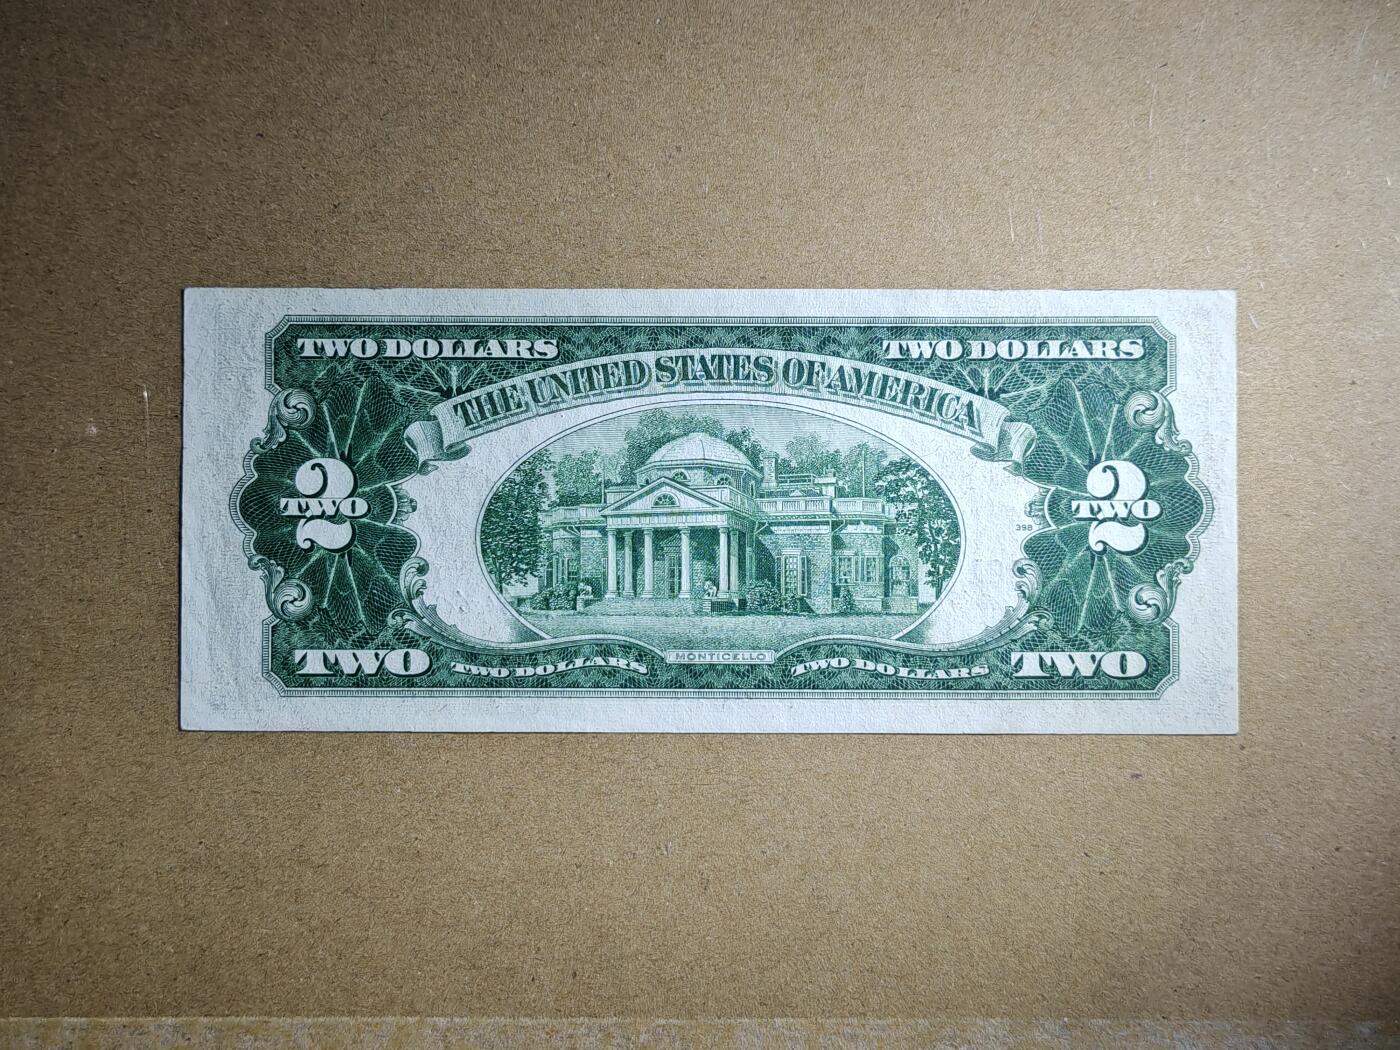 TWO DOLLARS TWO DOLLARS
THE UNITED STATES OF AMERICA
2 2
TWO TWO
398
MONTICELLO
TWO TWO DOLLARS TWO DOLLARS TWO